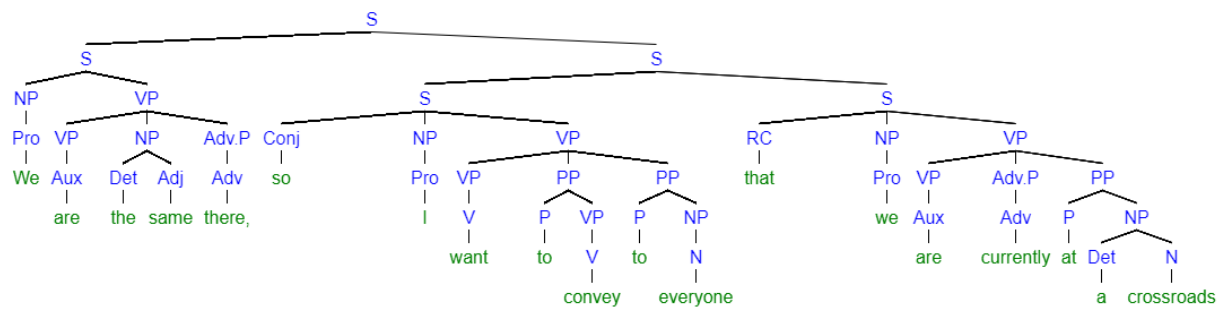 S
S S
NP VP S S
Pro VP NP Adv.P Conj NP VP RC NP VP
We Aux Det Adj Adv so Pro VP PP PP that Pro VP Adv.P PP
are the same there, I V P VP P NP we Aux Adv P NP
want to V to N are currently at Det N
convey everyone a crossroads